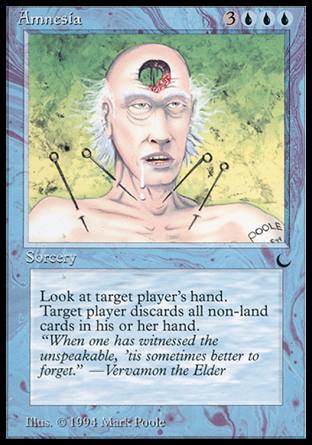 Amnesia 3
POOLE
Sorcery
Look at target player's hand.
Target player discards all non-land
cards in his or her hand.
"When one has witnessed the
unspeakable, 'tis sometimes better to
forget." —Vervamon the Elder
Illus. © 1994 Mark Poole